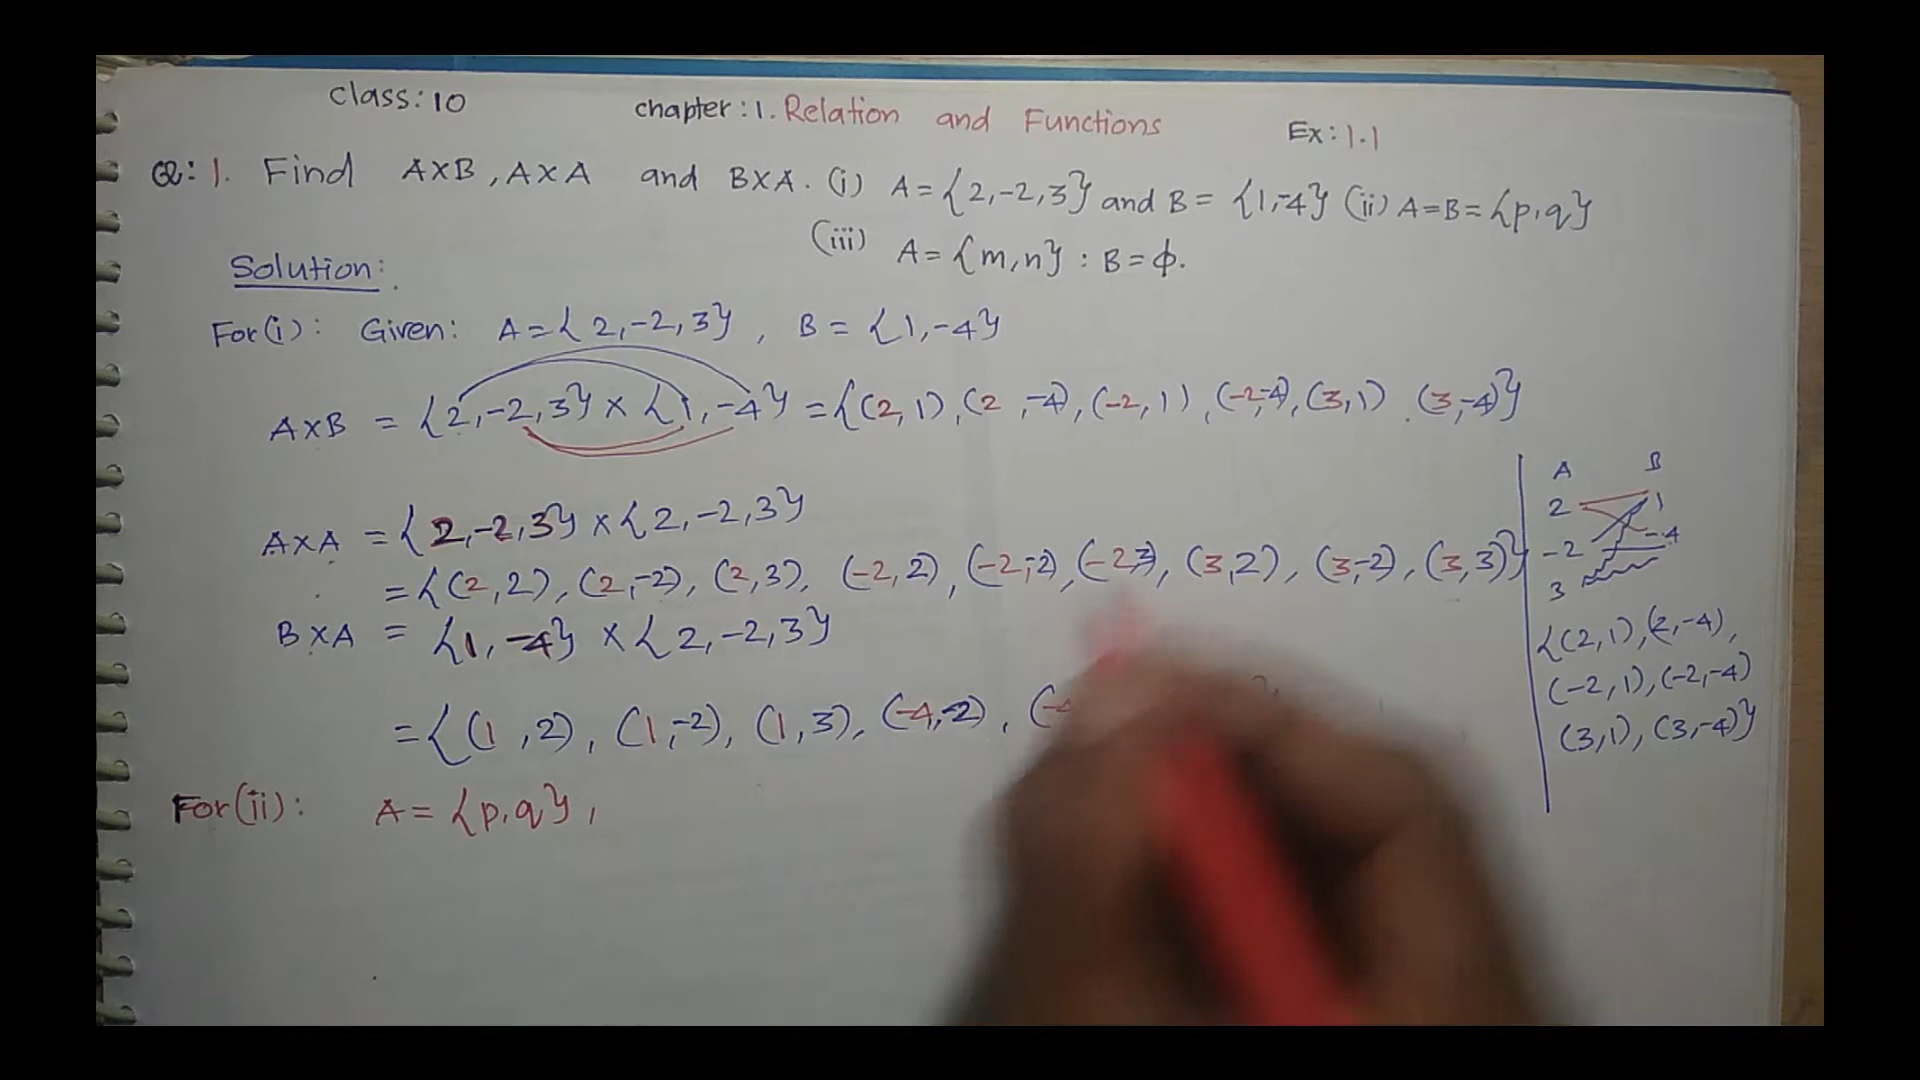 class: 10 chapter: 1. Relation and Functions Ex: 1.1
Q: 1. Find A×B, A×A and B×A. (i) A = {2,-2,3} and B = {1,-4} (ii) A=B= {p,q}
(iii) A = {m,n} : B = ϕ.
Solution:
For(i): Given: A = {2,-2,3}, B = {1,-4}
A×B = {2,-2,3} × {1,-4} = {(2,1), (2,-4), (-2,1), (-2,-4), (3,1), (3,-4)}
A×A = {2,-2,3} × {2,-2,3}
= {(2,2), (2,-2), (2,3), (-2,2), (-2,-2), (-2,3), (3,2), (3,-2), (3,3)}
B×A = {1,-4} × {2,-2,3}
= {(1,2), (1,-2), (1,3), (-4,-2), (-4
For(ii): A = {p,q},
A B
2 1
-2 -4
3
{(2,1), (2,-4),
(-2,1), (-2,-4)
(3,1), (3,-4)}